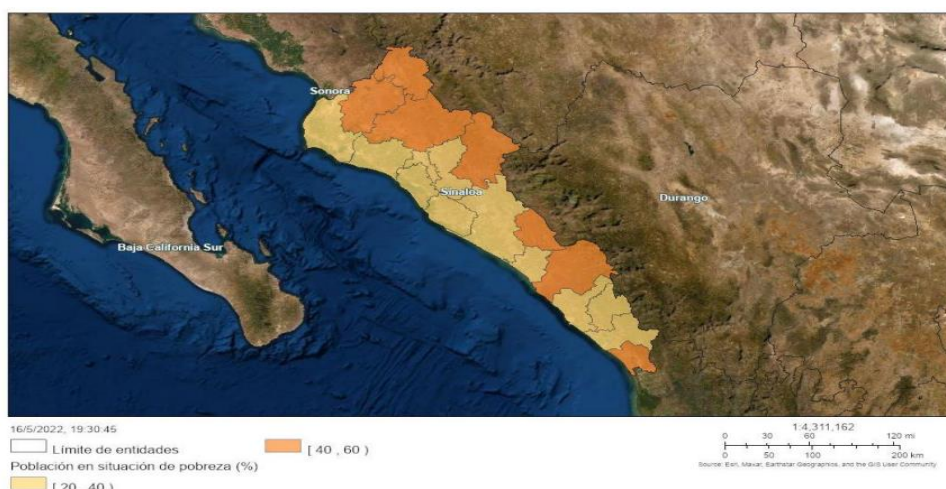 Sonora
Sinaloa
Durango
Baja California Sur
16/5/2022, 19:30:45
Límite de entidades
[ 40 , 60 )
Población en situación de pobreza (%)
[ 20 , 40 )
1:4,311,162
0 30 60 120 mi
0 50 100 200 km
Source: Esri, Maxar, Earthstar Geographics, and the GIS User Community